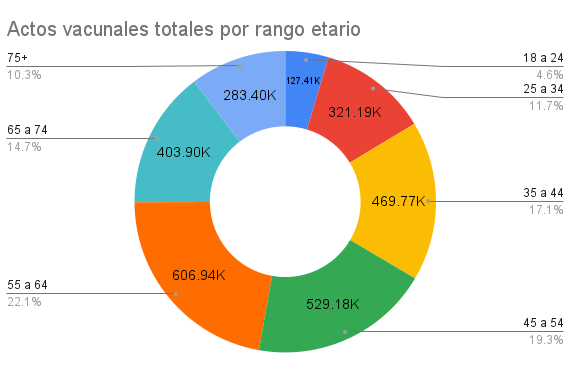 Actos vacunales totales por rango etario
75+
10.3%
18 a 24
4.6%
127.41K
283.40K
25 a 34
11.7%
321.19K
65 a 74
14.7%
403.90K
35 a 44
17.1%
469.77K
55 a 64
22.1%
606.94K
529.18K
45 a 54
19.3%